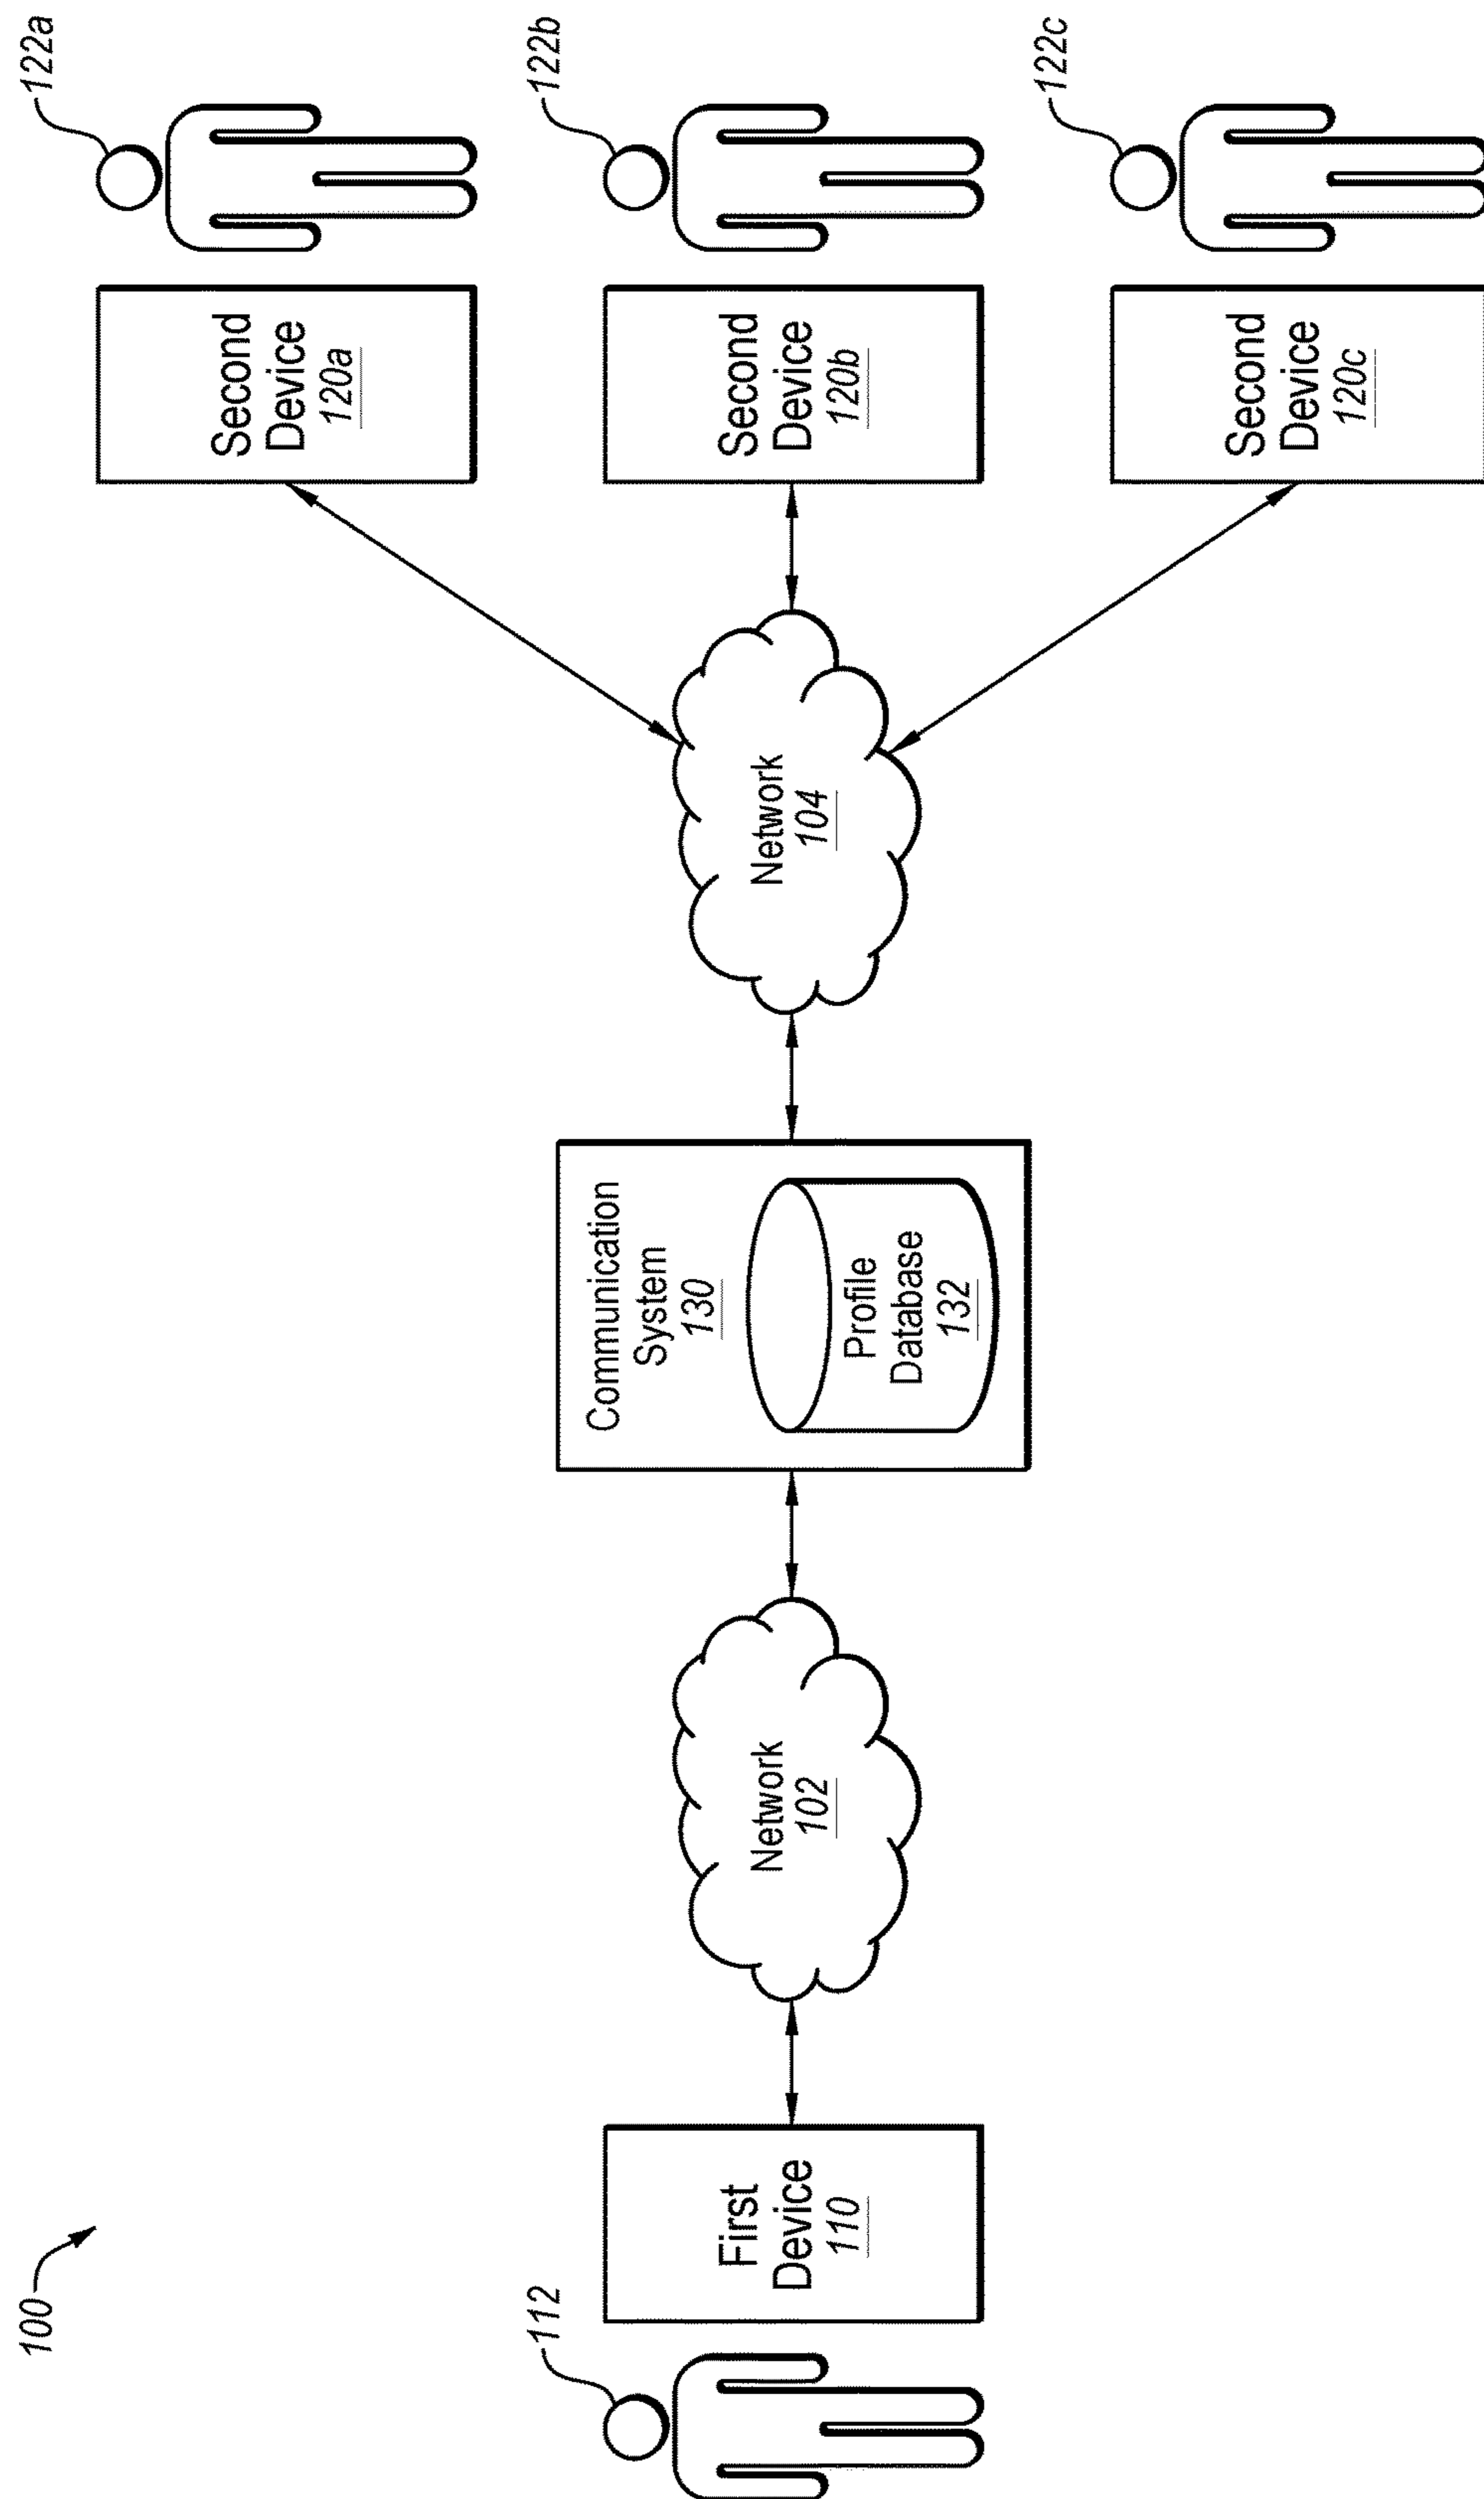 100
112
First
Device
110
Network
102
Communication
System
130
Profile
Database
132
Network
104
Second
Device
120a
122a
Second
Device
120b
122b
Second
Device
120c
122c